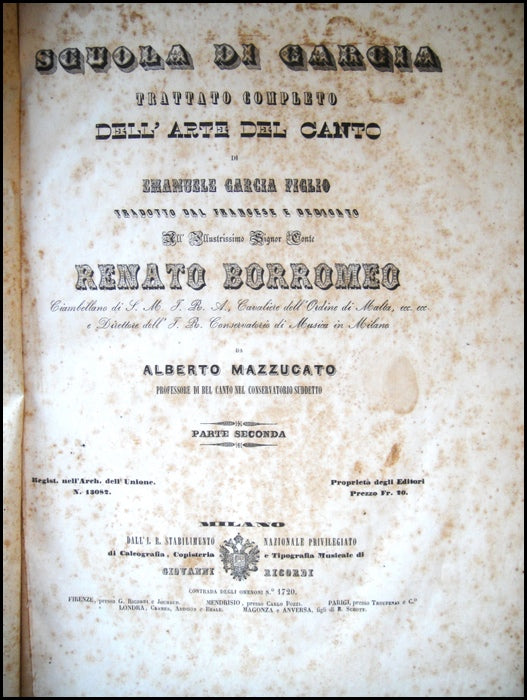 SCUOLA DI GARCIA
TRATTATO COMPLETO
DELL' ARTE DEL CANTO
DI
EMANUELE GARCIA FIGLIO
TRADOTTO DAL FRANCESE E DEDICATO
All' Illustrissimo Signor Conte
RENATO BORROMEO
Ciambellano di S. M. I. R. A., Cavaliere dell' Ordine di Malta, ecc. ecc.
e Direttore dell' I. R. Conservatorio di Musica in Milano
DA
ALBERTO MAZZUCATO
PROFESSORE DI BEL CANTO NEL CONSERVATORIO SUDDETTO
PARTE SECONDA
Regist. nell'Arch. dell' Unione.
N. 13082.
Proprietà degli Editori
Prezzo Fr. 20.
MILANO
DALL' I. R. STABILIMENTO NAZIONALE PRIVILEGIATO
di Calcografia, Copisteria e Tipografia Musicale di
GIOVANNI RICORDI
CONTRADA DEGLI OMENONI N.º 1720.
FIRENZE, presso G. Ricordi e MENDRISIO, presso Carlo Pozzi. PARIGI, presso Troupenas e C.º
LONDRA, Cramer, Addison e Beale. MAGONZA e ANVERSA, figli di B. Schott.